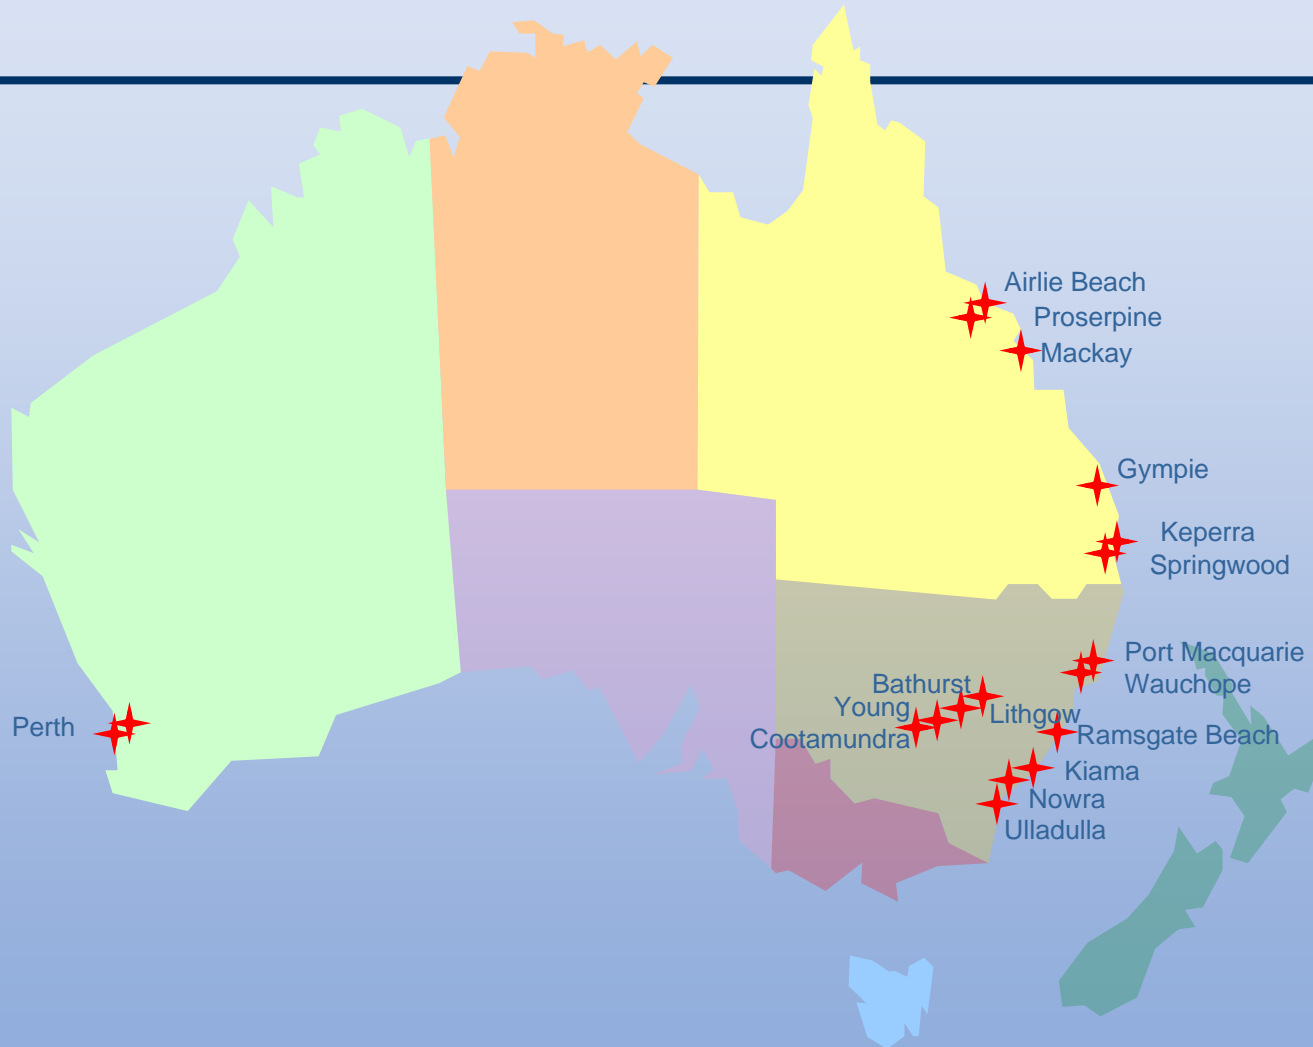 Airlie Beach
Proserpine
Mackay
Gympie
Keperra
Springwood
Port Macquarie
Wauchope
Bathurst
Young
Lithgow
Cootamundra
Ramsgate Beach
Perth
Kiama
Nowra
Ulladulla